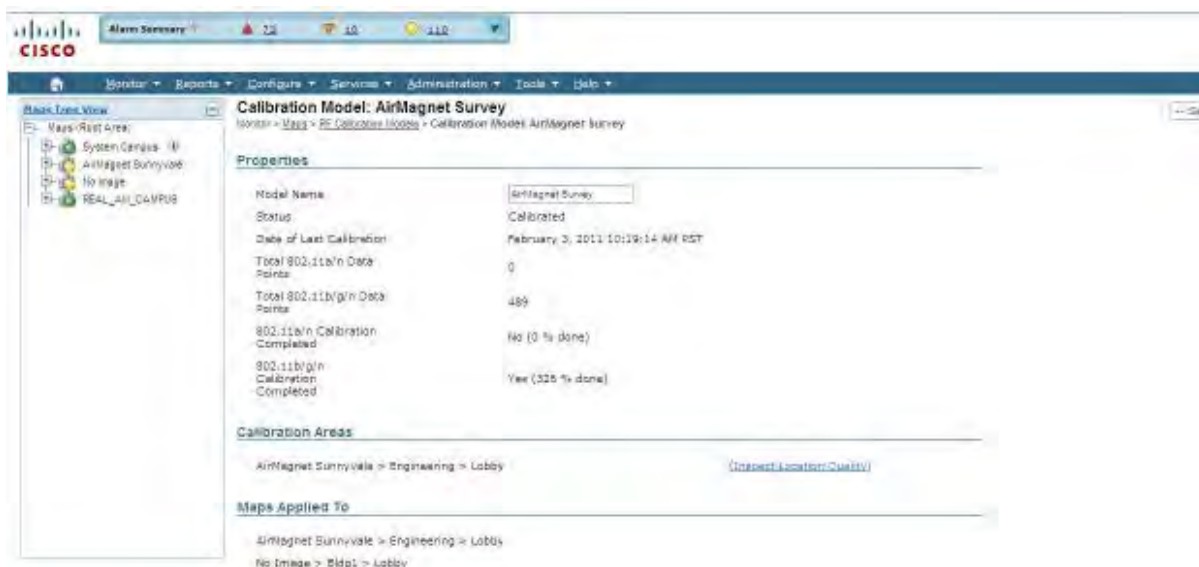 Alarm Summary 72 10 110
CISCO
Monitor Reports Configure Services Administration Tools Help
Maps Tree View
Maps (Root Area)
System Campus
AirMagnet Sunnyvale
No Image
REAL_AM_CAMPUS
Calibration Model: AirMagnet Survey
Monitor > Maps > RF Calibration Models > Calibration Model: AirMagnet Survey
Properties
Model Name AirMagnet Survey
Status Calibrated
Date of Last Calibration February 3, 2011 10:19:14 AM PST
Total 802.11a/n Data
Points 0
Total 802.11b/g/n Data
Points 489
802.11a/n Calibration
Completed No (0 % done)
802.11b/g/n
Calibration
Completed Yes (326 % done)
Calibration Areas
AirMagnet Sunnyvale > Engineering > Lobby (Inspect Location Quality)
Maps Applied To
AirMagnet Sunnyvale > Engineering > Lobby
No Image > Bldg1 > Lobby